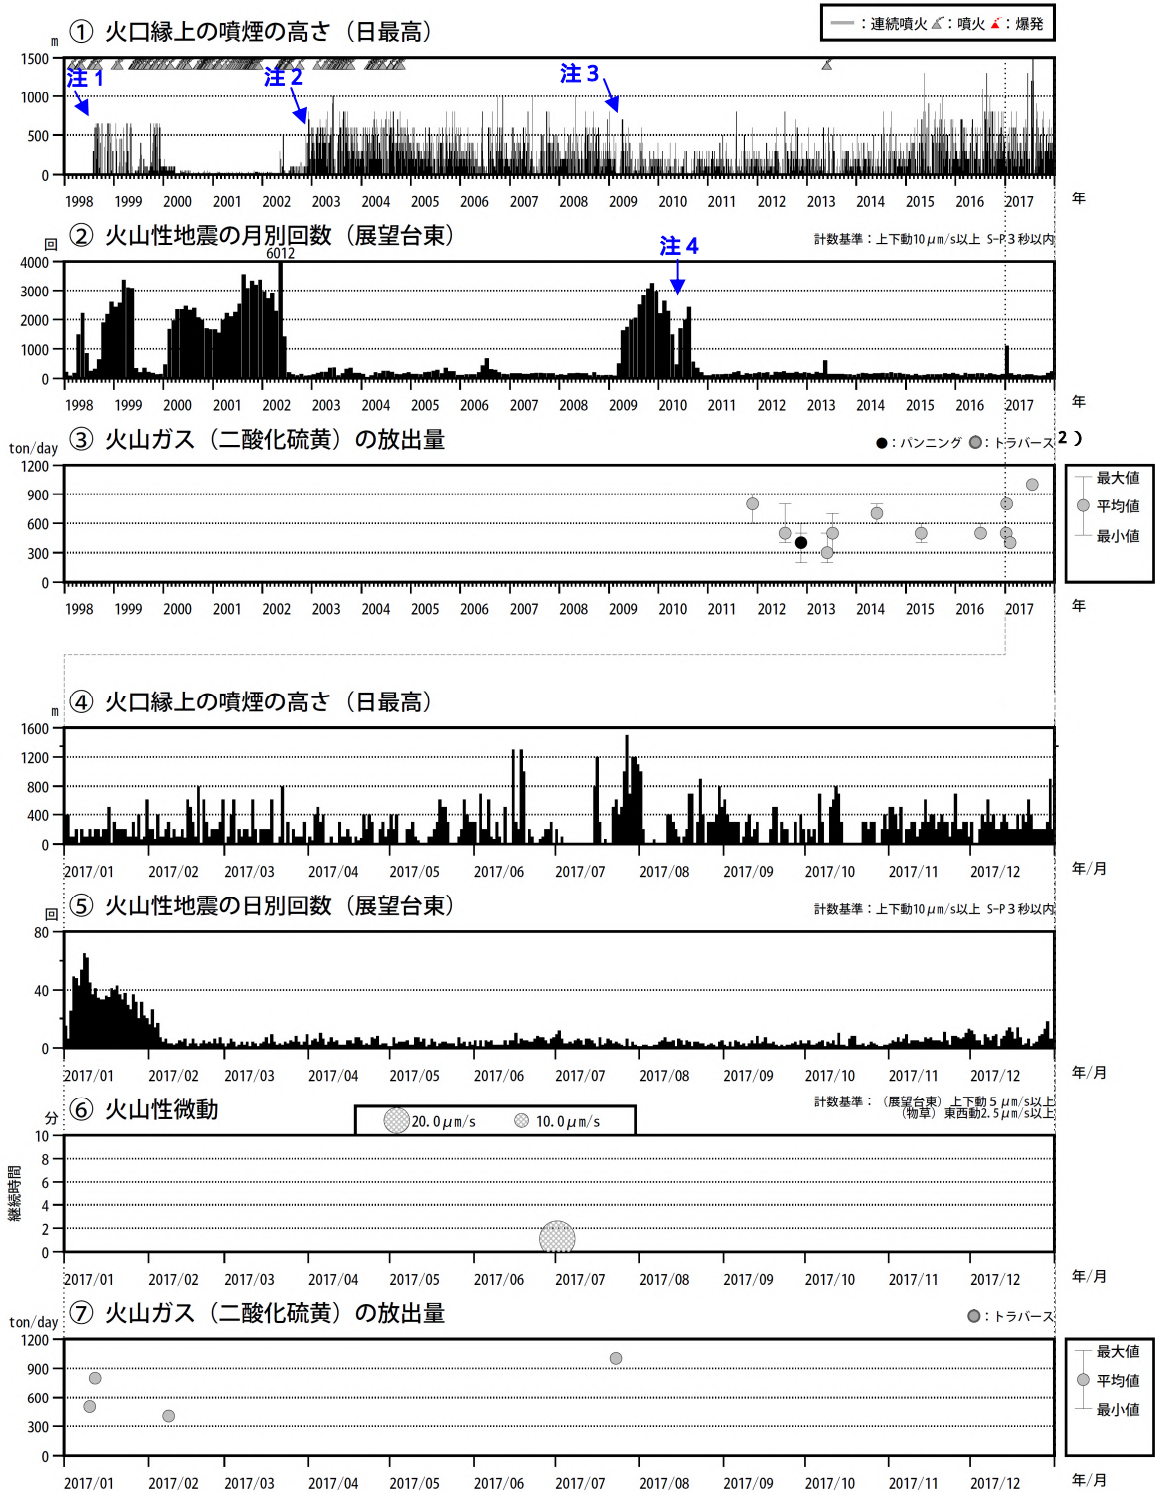 ① 火口縁上の噴煙の高さ（日最高）
：連続噴火 ：噴火 ：爆発
m
1500
1000
500
0
注１
注２
注３
1998 1999 2000 2001 2002 2003 2004 2005 2006 2007 2008 2009 2010 2011 2012 2013 2014 2015 2016 2017 年
② 火山性地震の月別回数（展望台東）
計数基準：上下動10μm/s以上 S-P３秒以内
回
6012
注４
4000
3000
2000
1000
0
1998 1999 2000 2001 2002 2003 2004 2005 2006 2007 2008 2009 2010 2011 2012 2013 2014 2015 2016 2017 年
③ 火山ガス（二酸化硫黄）の放出量
●：パンニング ：トラバース２）
ton/day
1200
900
600
300
0
最大値
平均値
最小値
1998 1999 2000 2001 2002 2003 2004 2005 2006 2007 2008 2009 2010 2011 2012 2013 2014 2015 2016 2017 年
④ 火口縁上の噴煙の高さ（日最高）
m
1600
1200
800
400
0
2017/01 2017/02 2017/03 2017/04 2017/05 2017/06 2017/07 2017/08 2017/09 2017/10 2017/11 2017/12 年/月
⑤ 火山性地震の日別回数（展望台東）
計数基準：上下動10μm/s以上 S-P３秒以内
回
80
40
0
2017/01 2017/02 2017/03 2017/04 2017/05 2017/06 2017/07 2017/08 2017/09 2017/10 2017/11 2017/12 年/月
⑥ 火山性微動
計数基準：（展望台東）上下動５μm/s以上
（物草）東西動2.5μm/s以上
20.0μm/s 10.0μm/s
分
継続時間
10
8
6
4
2
0
2017/01 2017/02 2017/03 2017/04 2017/05 2017/06 2017/07 2017/08 2017/09 2017/10 2017/11 2017/12 年/月
⑦ 火山ガス（二酸化硫黄）の放出量
：トラバース
ton/day
1200
900
600
300
0
最大値
平均値
最小値
2017/01 2017/02 2017/03 2017/04 2017/05 2017/06 2017/07 2017/08 2017/09 2017/10 2017/11 2017/12 年/月